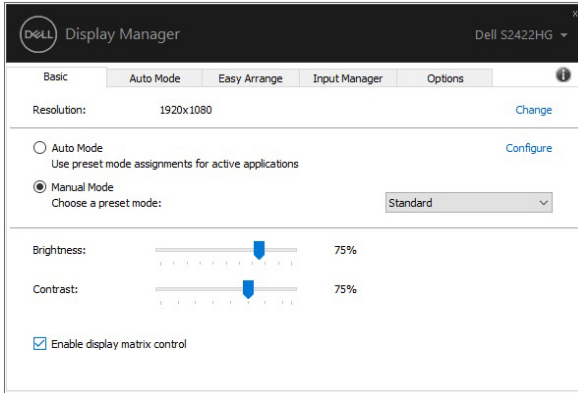 DELL Display Manager
Dell S2422HG
Basic Auto Mode Easy Arrange Input Manager Options
Resolution: 1920x1080 Change
Auto Mode Configure
Use preset mode assignments for active applications
Manual Mode
Choose a preset mode: Standard
Brightness: 75%
Contrast: 75%
Enable display matrix control